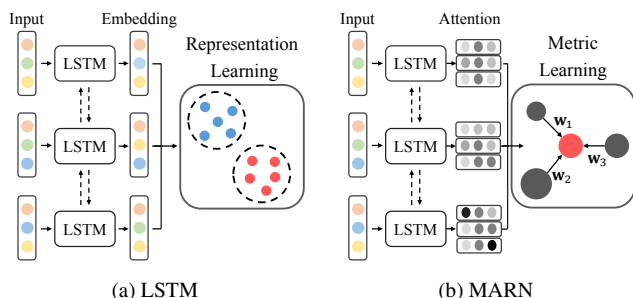 Input
Embedding
Representation
Learning
LSTM
LSTM
LSTM
(a) LSTM
Input
Attention
Metric
Learning
LSTM
LSTM
LSTM
w1
w2
w3
(b) MARN